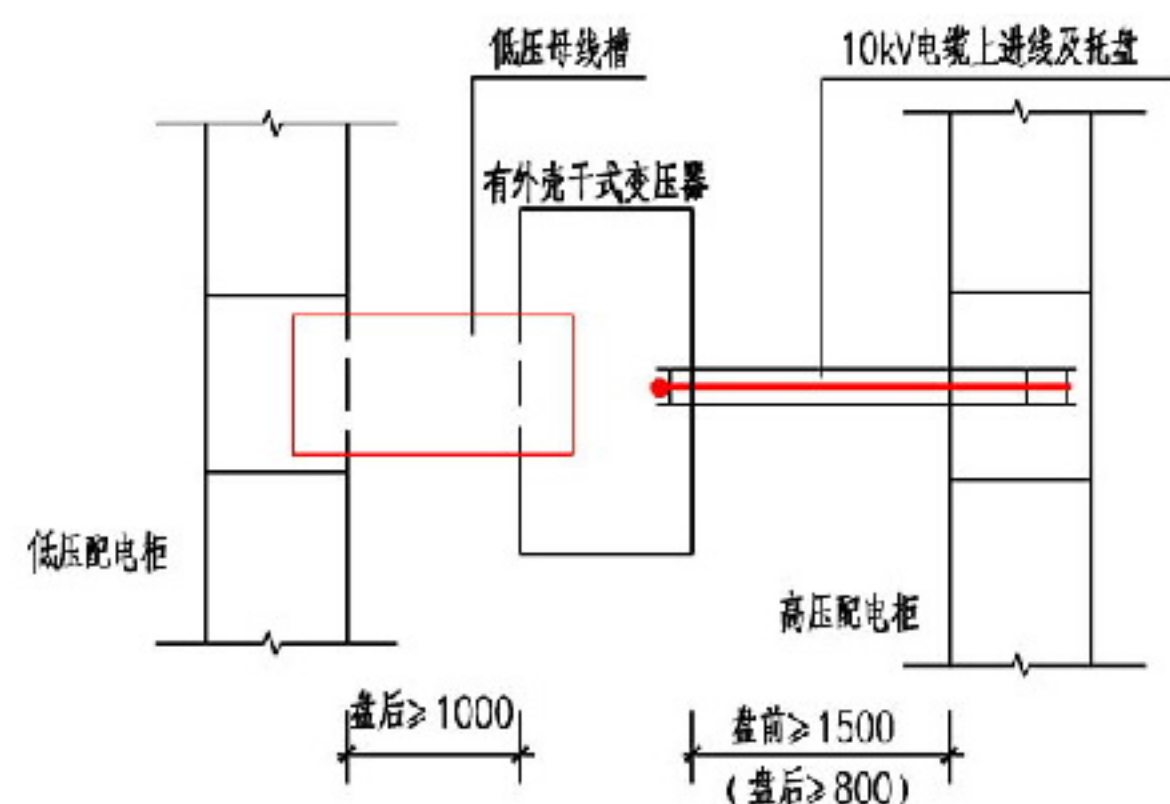 低压母线槽
10kV电缆上进线及托盘
有外壳干式变压器
低压配电柜
高压配电柜
盘后≥1000
盘前≥1500
(盘后≥800)